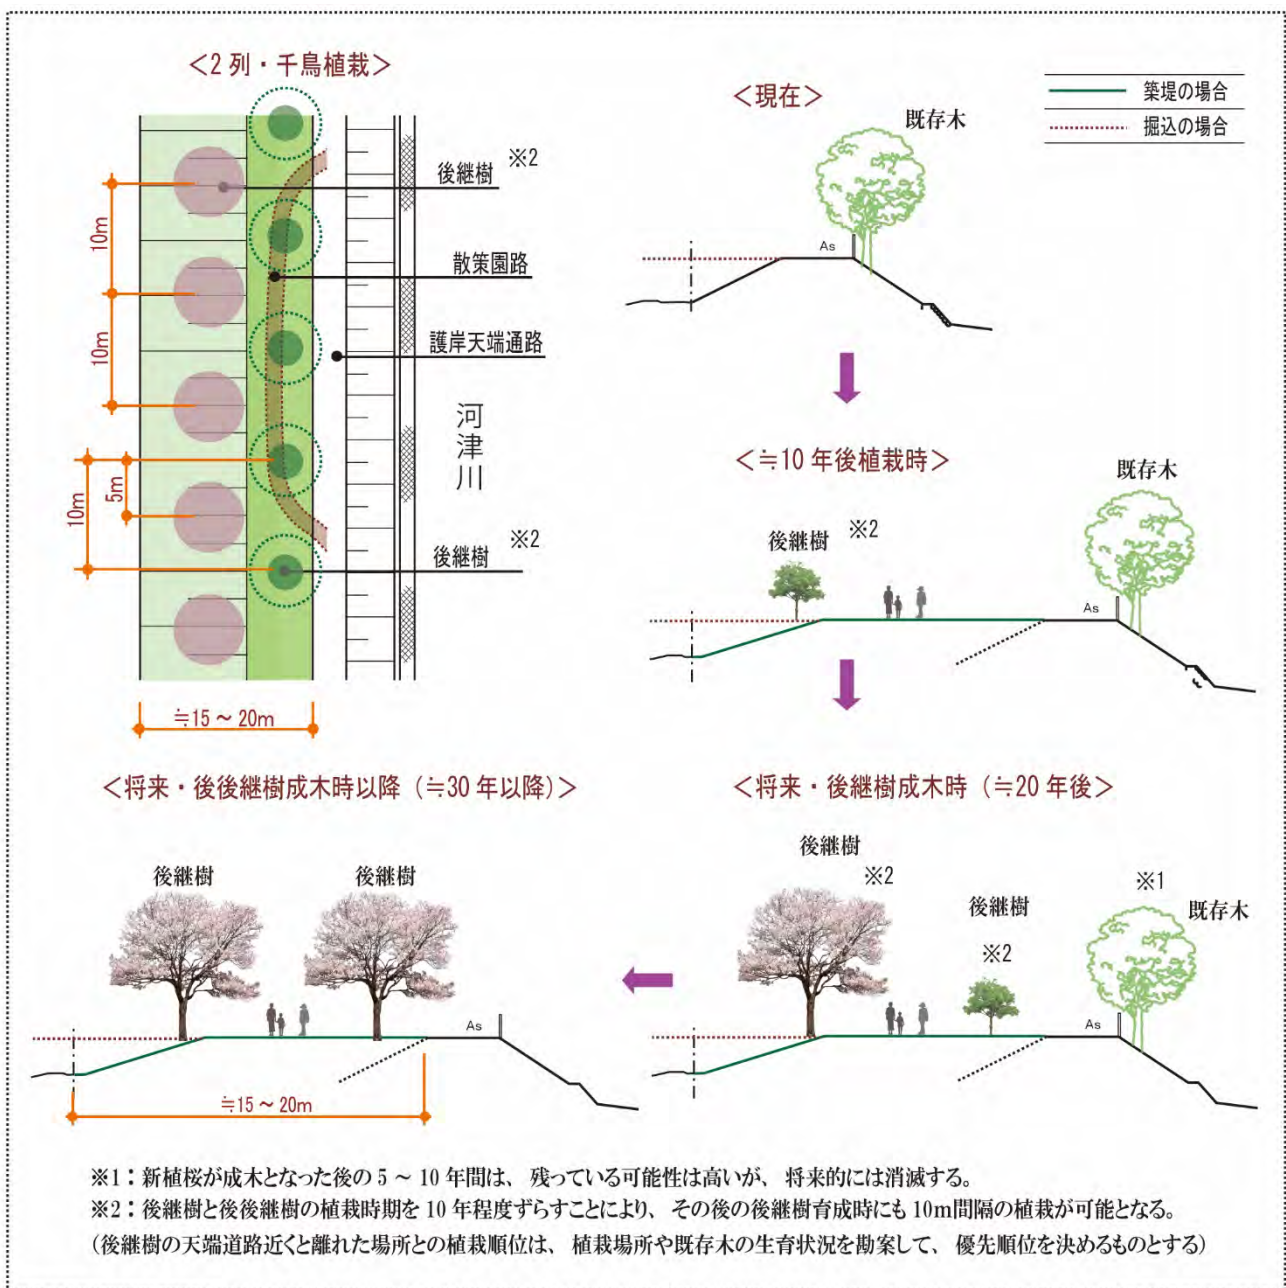 <2列・千鳥植栽>
後継樹 ※2
散策園路
護岸天端通路
河津川
後継樹 ※2
10m
10m
10m
5m
≒15～20m
<現在>
築堤の場合
掘込の場合
既存木
As
<≒10年後植栽時>
既存木
後継樹 ※2
As
<将来・後継樹成木時（≒20年後>
後継樹
※2
後継樹
※2
※1
既存木
As
<将来・後後継樹成木時以降（≒30年以降)>
後継樹
後継樹
As
≒15～20m
※1：新植桜が成木となった後の5～10年間は、残っている可能性は高いが、将来的には消滅する。
※2：後継樹と後後継樹の植栽時期を10年程度ずらすことにより、その後の後継樹育成時にも10m間隔の植栽が可能となる。
（後継樹の天端道路近くと離れた場所との植栽順位は、植栽場所や既存木の生育状況を勘案して、優先順位を決めるものとする）